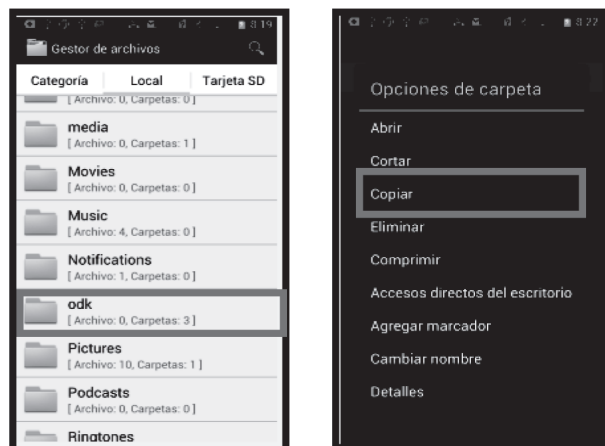 8:19
Gestor de archivos
Categoría Local Tarjeta SD
[ Archivo: 0, Carpetas: 0 ]
media
[ Archivo: 0, Carpetas: 1 ]
Movies
[ Archivo: 0, Carpetas: 0 ]
Music
[ Archivo: 4, Carpetas: 0 ]
Notifications
[ Archivo: 1, Carpetas: 0 ]
odk
[ Archivo: 0, Carpetas: 3 ]
Pictures
[ Archivo: 10, Carpetas: 1 ]
Podcasts
[ Archivo: 0, Carpetas: 0 ]
Ringtones
8:22
Opciones de carpeta
Abrir
Cortar
Copiar
Eliminar
Comprimir
Accesos directos del escritorio
Agregar marcador
Cambiar nombre
Detalles